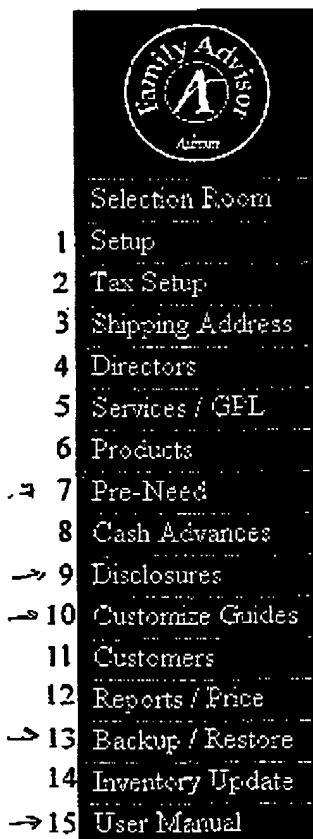 Family Advisor
Selection Room
1 Setup
2 Tax Setup
3 Shipping Address
4 Directors
5 Services / GPL
6 Products
→ 7 Pre-Need
8 Cash Advances
→ 9 Disclosures
→ 10 Customize Guides
11 Customers
12 Reports / Price
→ 13 Backup / Restore
14 Inventory Update
→ 15 User Manual